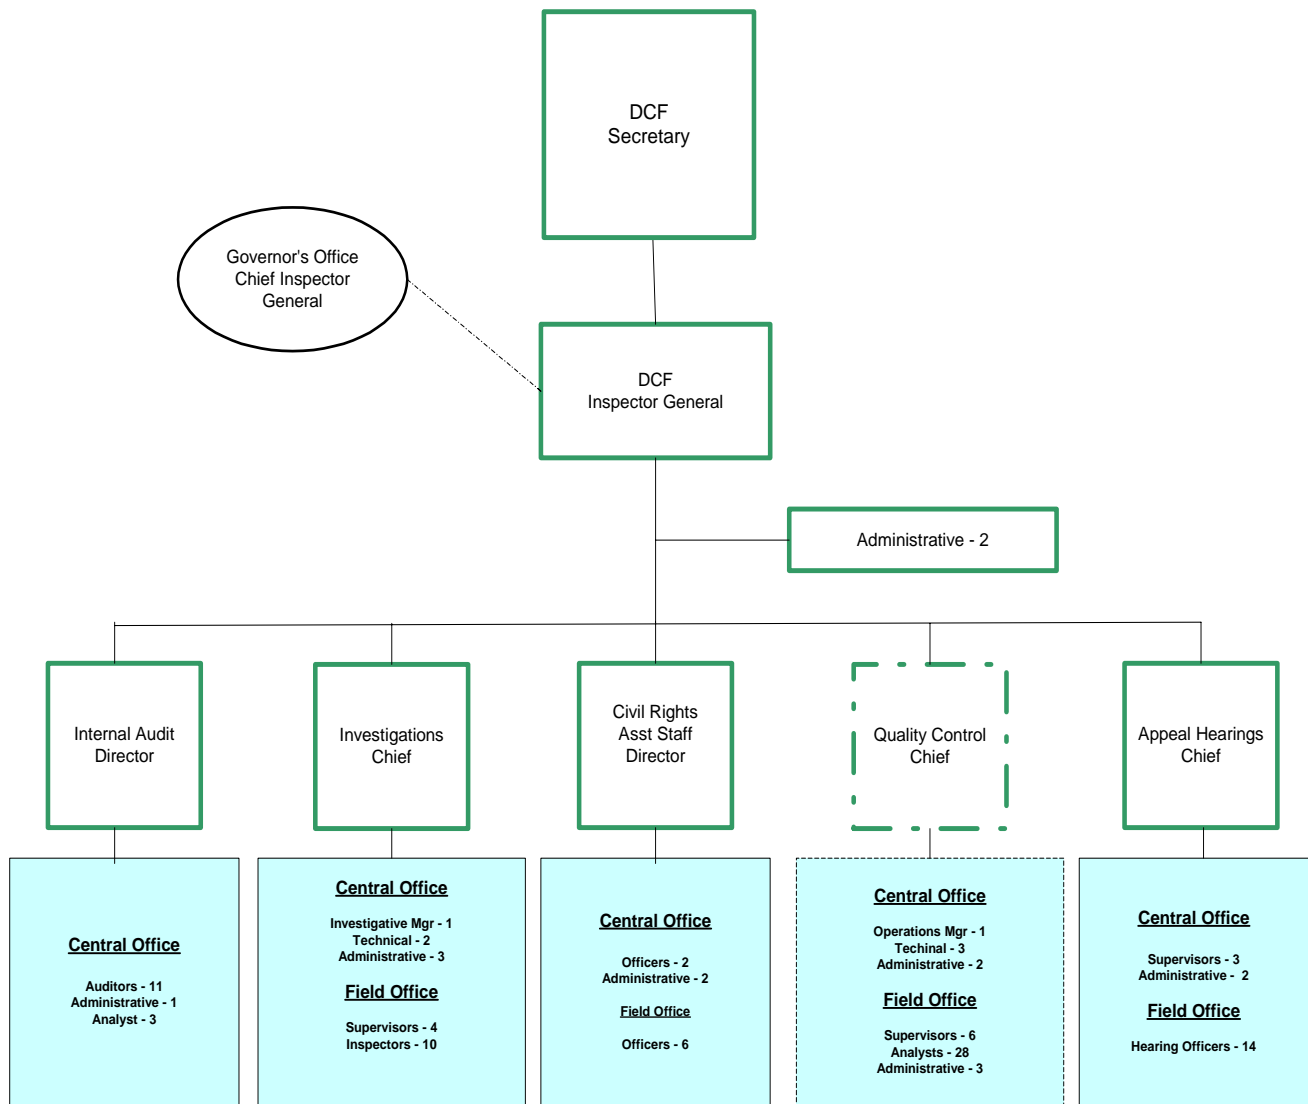 DCF
Secretary
Governor's Office
Chief Inspector
General
DCF
Inspector General
Administrative - 2
Internal Audit
Director
Investigations
Chief
Civil Rights
Asst Staff
Director
Quality Control
Chief
Appeal Hearings
Chief
Central Office
Auditors - 11
Administrative - 1
Analyst - 3
Central Office
Investigative Mgr - 1
Technical - 2
Administrative - 3
Field Office
Supervisors - 4
Inspectors - 10
Central Office
Officers - 2
Administrative - 2
Field Office
Officers - 6
Central Office
Operations Mgr - 1
Techinal - 3
Administrative - 2
Field Office
Supervisors - 6
Analysts - 28
Administrative - 3
Central Office
Supervisors - 3
Administrative - 2
Field Office
Hearing Officers - 14